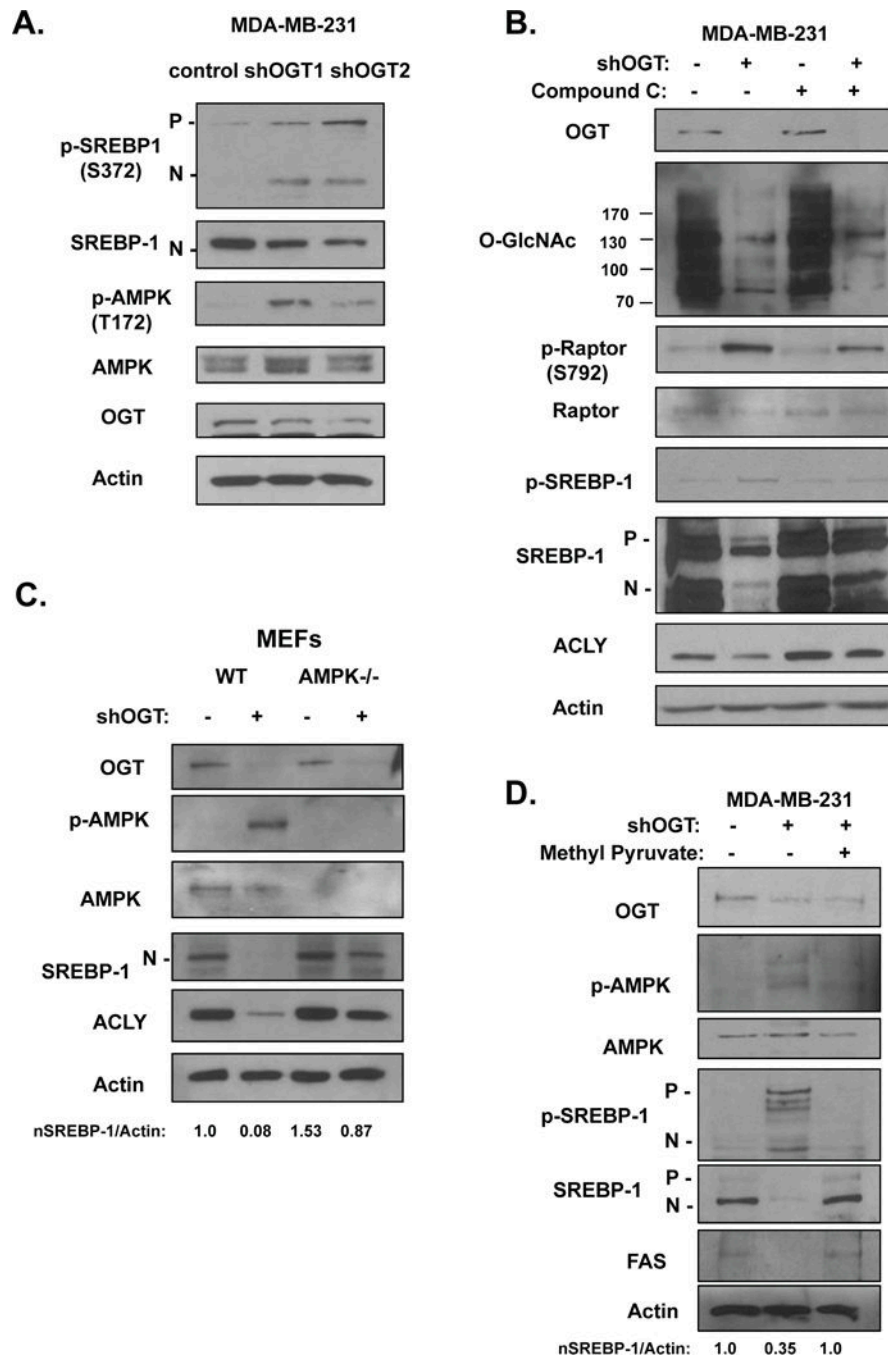 A.
MDA-MB-231
control shOGT1 shOGT2
p-SREBP1
(S372)
P -
N -
SREBP-1
N -
p-AMPK
(T172)
AMPK
OGT
Actin
B.
MDA-MB-231
shOGT: - + - +
Compound C: - - + +
OGT
O-GlcNAc
170
130
100
70
p-Raptor
(S792)
Raptor
p-SREBP-1
SREBP-1
P -
N -
ACLY
Actin
C.
MEFs
WT AMPK-/-
shOGT: - + - +
OGT
p-AMPK
AMPK
SREBP-1
N -
ACLY
Actin
nSREBP-1/Actin: 1.0 0.08 1.53 0.87
D.
MDA-MB-231
shOGT: - + +
Methyl Pyruvate: - - +
OGT
p-AMPK
AMPK
p-SREBP-1
P -
N -
SREBP-1
P -
N -
FAS
Actin
nSREBP-1/Actin: 1.0 0.35 1.0